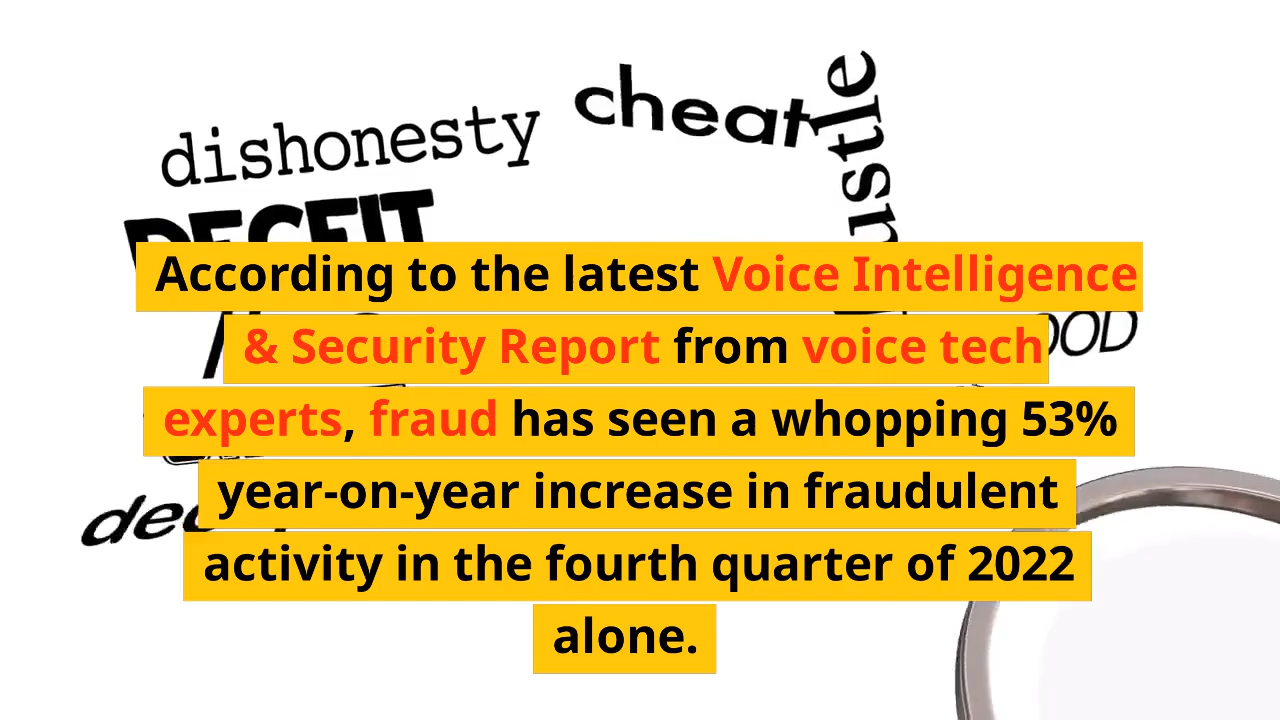 dishonesty
cheat
DECEIT
According to the latest Voice Intelligence
& Security Report from voice tech
experts, fraud has seen a whopping 53%
year-on-year increase in fraudulent
activity in the fourth quarter of 2022
alone.